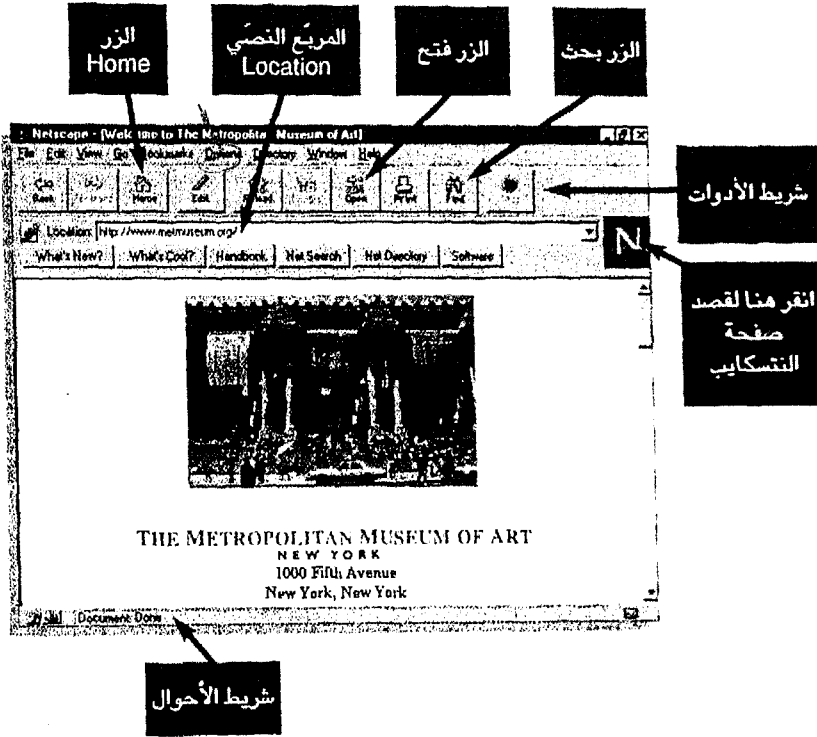 الزر
Home
المربّع النصّي
Location
الزر فتح
الزر بحث
Netscape - [Welcome to The Metropolitan Museum of Art]
File Edit View Go Bookmarks Options Directory Window Help
Back Home Edit Reload Open Print Find
شريط الأدوات
Location: http://www.metmuseum.org/
N
What's New? What's Cool? Handbook Net Search Net Directory Software
انقر هنا لقصد
صفحة
النتسكايب
THE METROPOLITAN MUSEUM OF ART
NEW YORK
1000 Fifth Avenue
New York, New York
Document: Done
شريط الأحوال